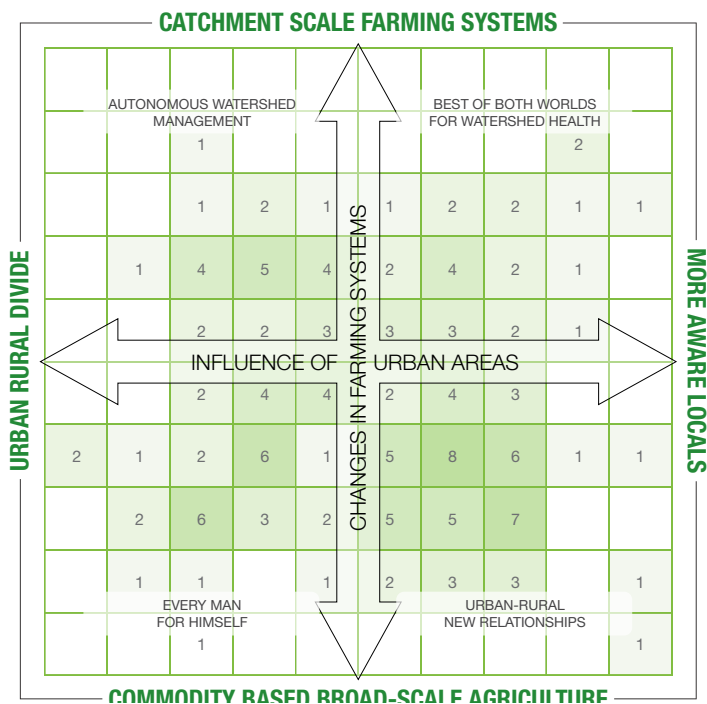 CATCHMENT SCALE FARMING SYSTEMS
AUTONOMOUS WATERSHED
MANAGEMENT
BEST OF BOTH WORLDS
FOR WATERSHED HEALTH
1 2
1 2 1 1 2 2 1 1
1 4 5 4 2 4 2 1
2 2 3 3 3 2 1
URBAN RURAL DIVIDE
INFLUENCE OF URBAN AREAS
CHANGES IN FARMING SYSTEMS
MORE AWARE LOCALS
2 4 4 2 4 3
2 1 2 6 1 5 8 6 1 1
2 6 3 2 5 5 7
1 1 1 2 3 3 1
EVERY MAN
FOR HIMSELF
URBAN-RURAL
NEW RELATIONSHIPS
1 1
COMMODITY BASED BROAD-SCALE AGRICULTURE